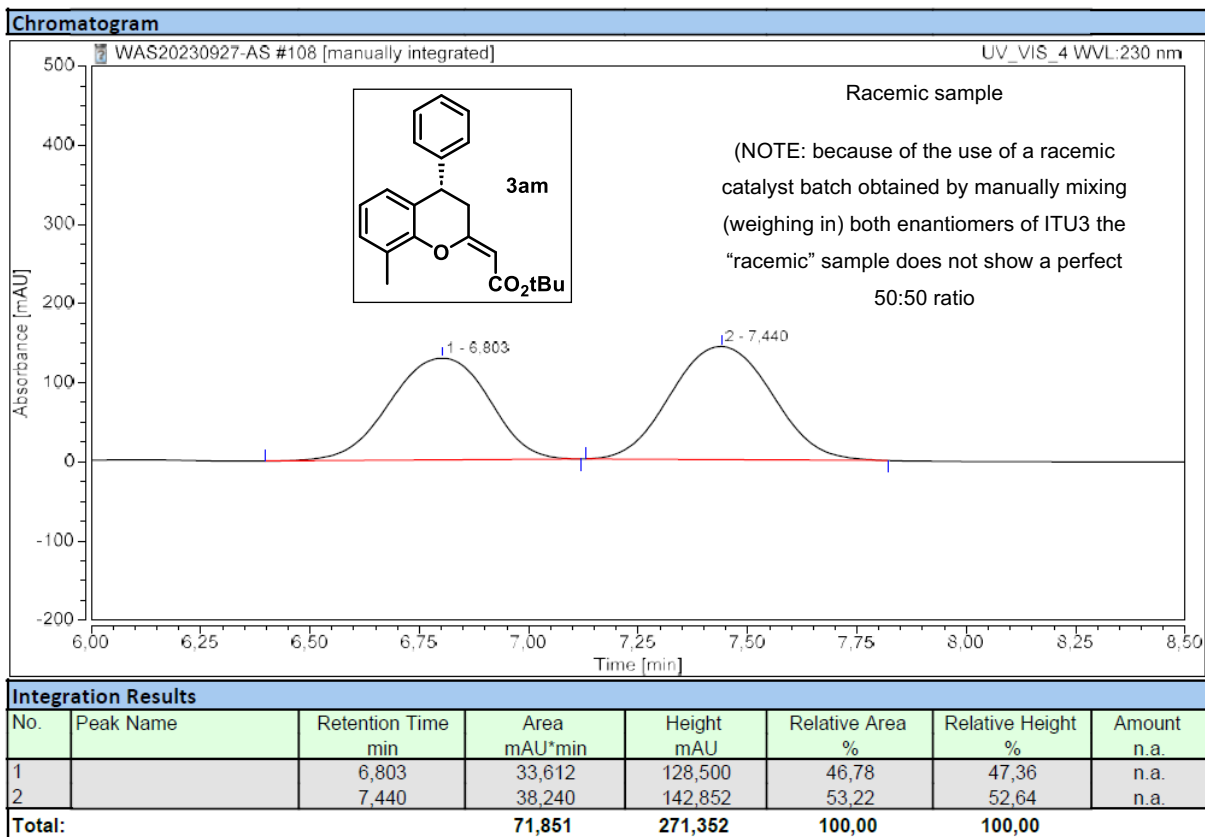 Chromatogram
WAS20230927-AS #108 [manually integrated]
UV_VIS_4 WVL:230 nm
Racemic sample
(NOTE: because of the use of a racemic
catalyst batch obtained by manually mixing
(weighing in) both enantiomers of ITU3 the
“racemic” sample does not show a perfect
50:50 ratio
3am
O
CO2tBu
Absorbance [mAU]
500
400
300
200
100
0
-100
-200
1 - 6,803
2 - 7,440
6,00 6,25 6,50 6,75 7,00 7,25 7,50 7,75 8,00 8,25 8,50
Time [min]
Integration Results
No. Peak Name Retention Time Area Height Relative Area Relative Height Amount
min mAU*min mAU % % n.a.
1 6,803 33,612 128,500 46,78 47,36 n.a.
2 7,440 38,240 142,852 53,22 52,64 n.a.
Total: 71,851 271,352 100,00 100,00